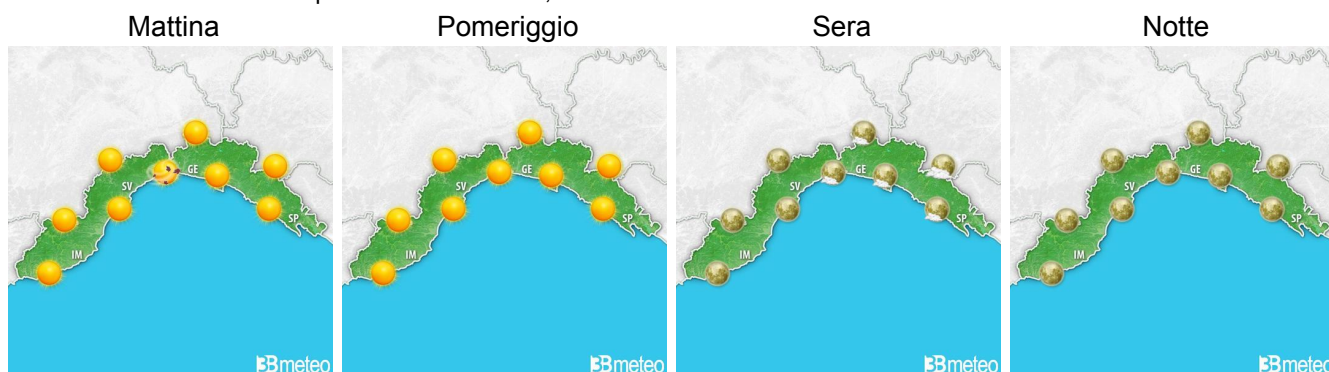 Mattina
Pomeriggio
Sera
Notte
GE
SV
SP
IM
3Bmeteo
GE
SV
SP
IM
3Bmeteo
GE
SV
SP
IM
3Bmeteo
GE
SV
SP
IM
3Bmeteo